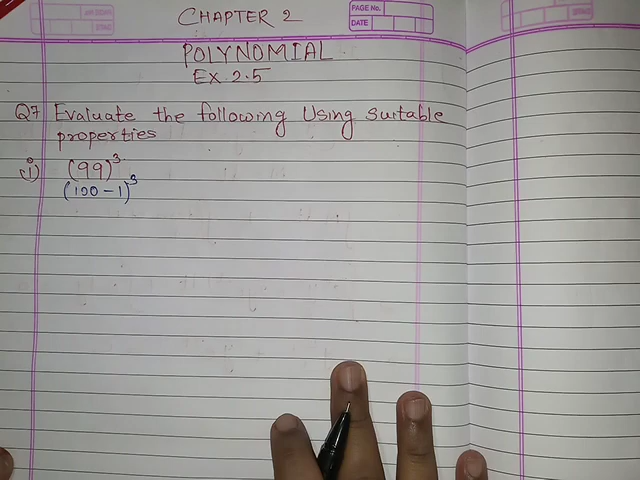 CHAPTER 2
PAGE No.
DATE
POLYNOMIAL
EX. 2.5
Q7 Evaluate the following Using suitable
properties
(i) (99)³
(100 - 1)³